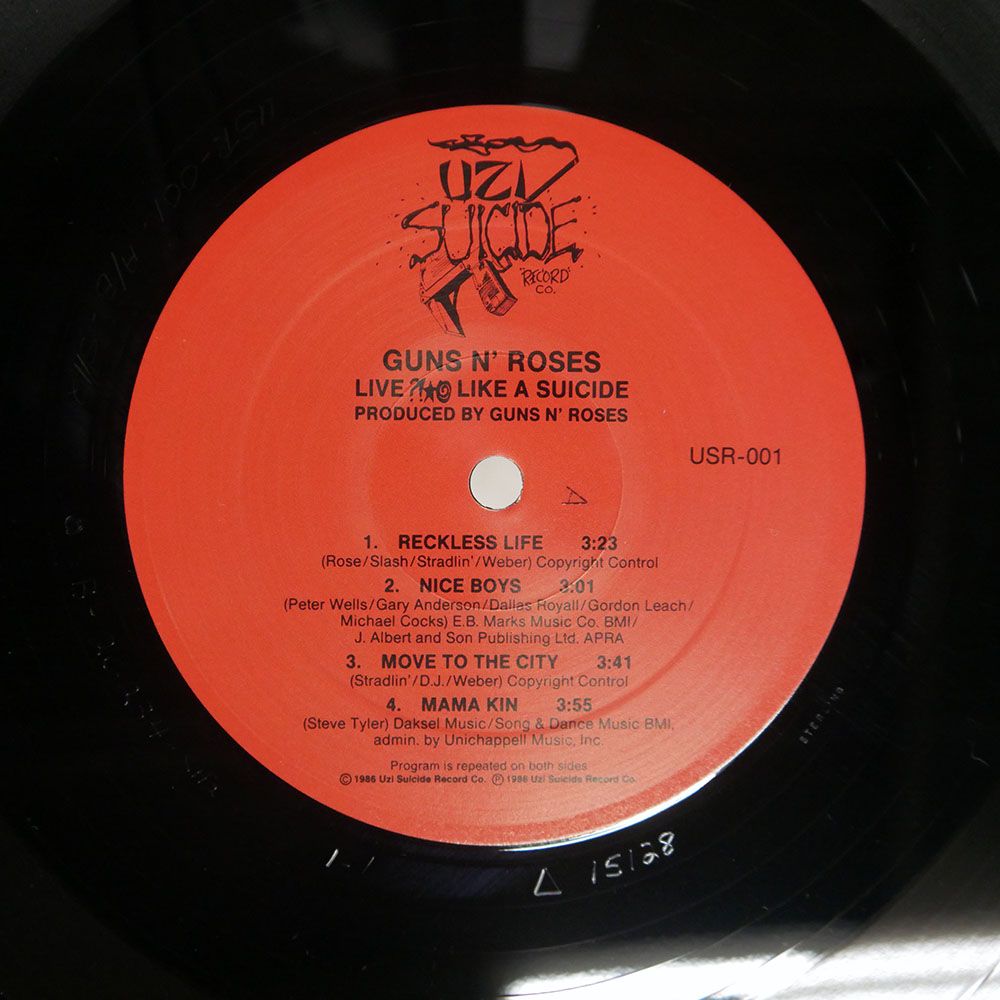 UZI
SUICIDE
"RECORD"
CO.
GUNS N' ROSES
LIVE ?!★@ LIKE A SUICIDE
PRODUCED BY GUNS N' ROSES
USR-001
1. RECKLESS LIFE 3:23
(Rose/Slash/Stradlin'/Weber) Copyright Control
2. NICE BOYS 3:01
(Peter Wells/Gary Anderson/Dallas Royall/Gordon Leach/
Michael Cocks) E.B. Marks Music Co. BMI/
J. Albert and Son Publishing Ltd. APRA
3. MOVE TO THE CITY 3:41
(Stradlin'/D.J./Weber) Copyright Control
4. MAMA KIN 3:55
(Steve Tyler) Daksel Music/Song & Dance Music BMI,
admin. by Unichappell Music, Inc.
Program is repeated on both sides
© 1986 Uzi Suicide Record Co. ℗ 1986 Uzi Suicide Record Co.
STERLING
Δ 15128
USR-001